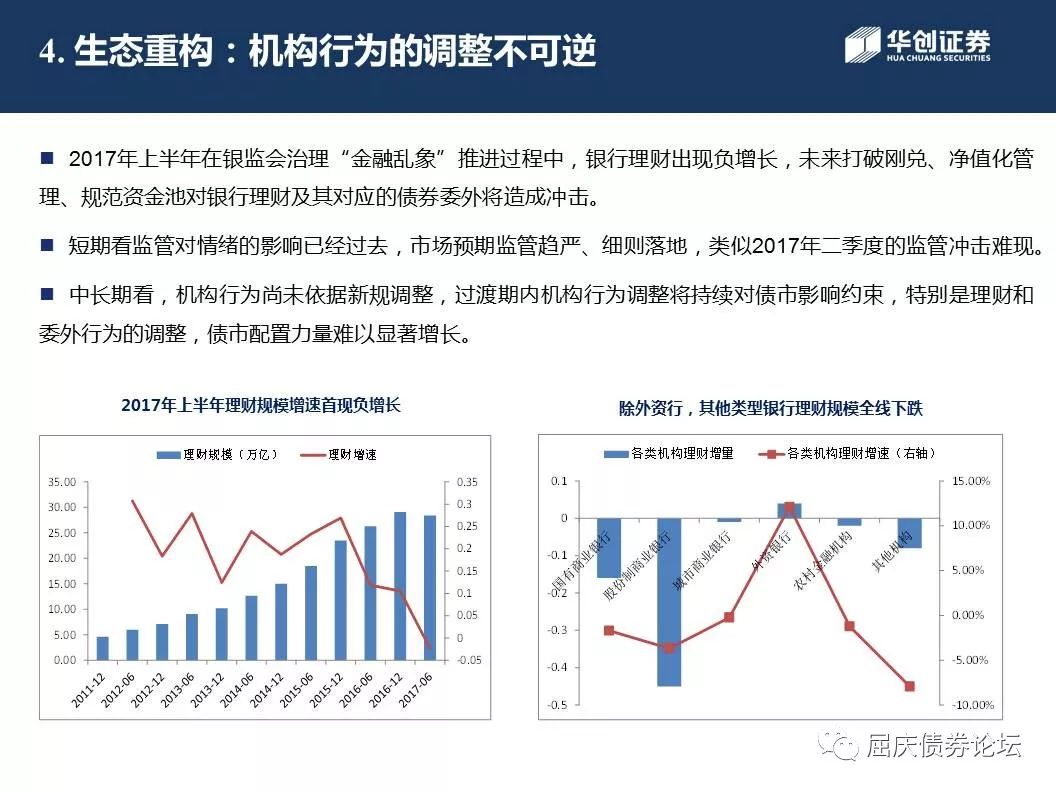 4. 生态重构：机构行为的调整不可逆
华创证券
HUA CHUANG SECURITIES
2017年上半年在银监会治理“金融乱象”推进过程中，银行理财出现负增长，未来打破刚兑、净值化管
理、规范资金池对银行理财及其对应的债券委外将造成冲击。
短期看监管对情绪的影响已经过去，市场预期监管趋严、细则落地，类似2017年二季度的监管冲击难现。
中长期看，机构行为尚未依据新规调整，过渡期内机构行为调整将持续对债市影响约束，特别是理财和
委外行为的调整，债市配置力量难以显著增长。
2017年上半年理财规模增速首现负增长
理财规模（万亿） 理财增速
35.00
30.00
25.00
20.00
15.00
10.00
5.00
0.00
0.35
0.3
0.25
0.2
0.15
0.1
0.05
0
-0.05
2011-12 2012-06 2012-12 2013-06 2013-12 2014-06 2014-12 2015-06 2015-12 2016-06 2016-12 2017-06
除外资行，其他类型银行理财规模全线下跌
各类机构理财增量 各类机构理财增速（右轴）
0.1
0
-0.1
-0.2
-0.3
-0.4
-0.5
国有商业银行 股份制商业银行 城市商业银行 外资银行 农村金融机构 其他机构
15.00%
10.00%
5.00%
0.00%
-5.00%
-10.00%
屈庆债券论坛